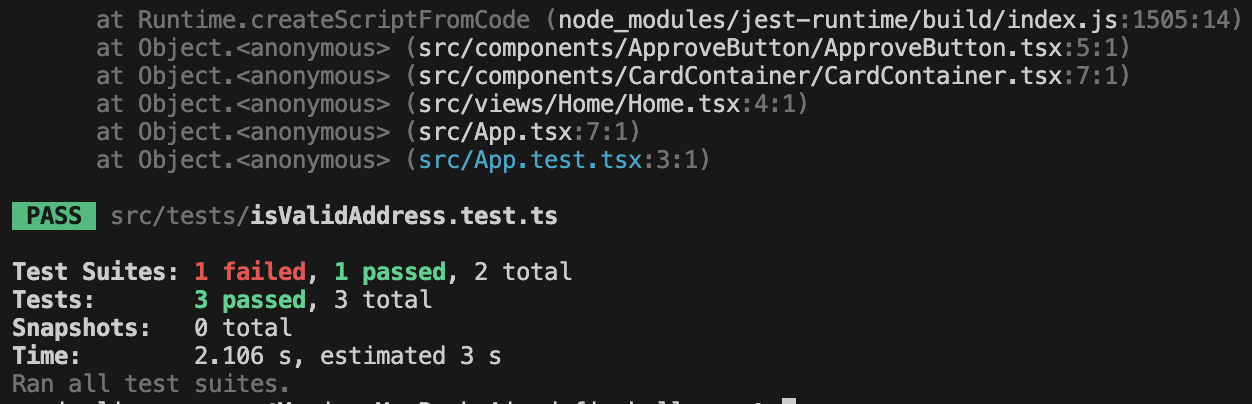 at Runtime.createScriptFromCode (node_modules/jest-runtime/build/index.js:1505:14)
at Object.<anonymous> (src/components/ApproveButton/ApproveButton.tsx:5:1)
at Object.<anonymous> (src/components/CardContainer/CardContainer.tsx:7:1)
at Object.<anonymous> (src/views/Home/Home.tsx:4:1)
at Object.<anonymous> (src/App.tsx:7:1)
at Object.<anonymous> (src/App.test.tsx:3:1)
PASS src/tests/isValidAddress.test.ts
Test Suites: 1 failed, 1 passed, 2 total
Tests: 3 passed, 3 total
Snapshots: 0 total
Time: 2.106 s, estimated 3 s
Ran all test suites.